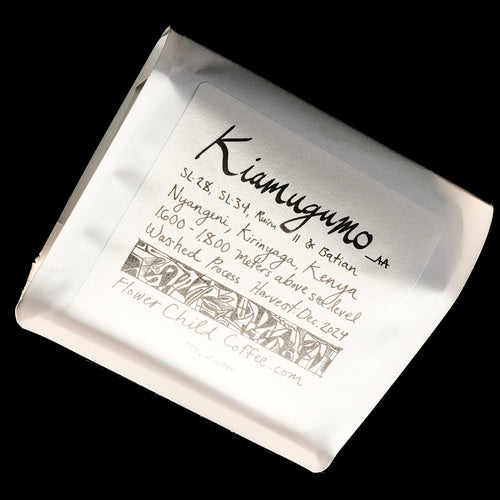 Kiamugumo AA
SL-28, SL-34, Ruiru 11 & Batian
Nyangeni, Kirinyaga, Kenya
1600-1800 meters above sea level
Washed Process Harvest: Dec 2024
Flower Child Coffee.com